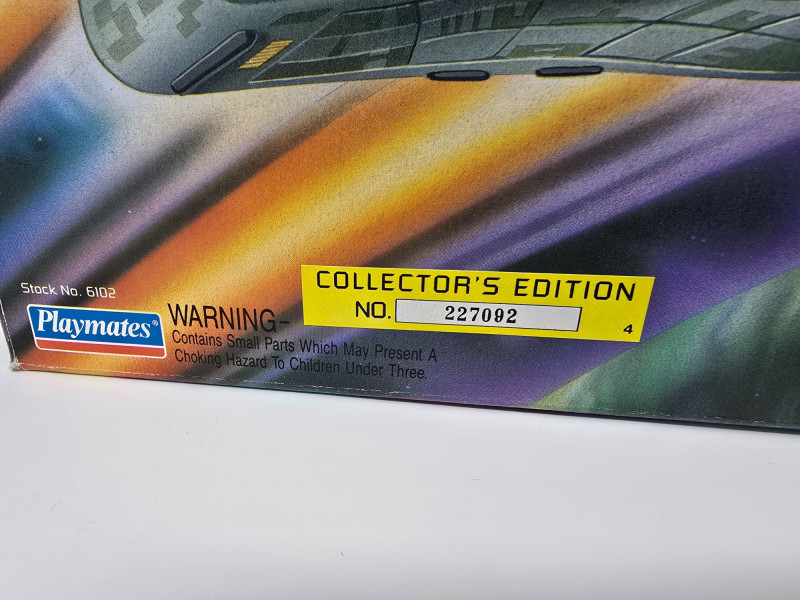 Stock No. 6102
Playmates®
WARNING-
Contains Small Parts Which May Present A
Choking Hazard To Children Under Three.
COLLECTOR'S EDITION
NO. 227092
4